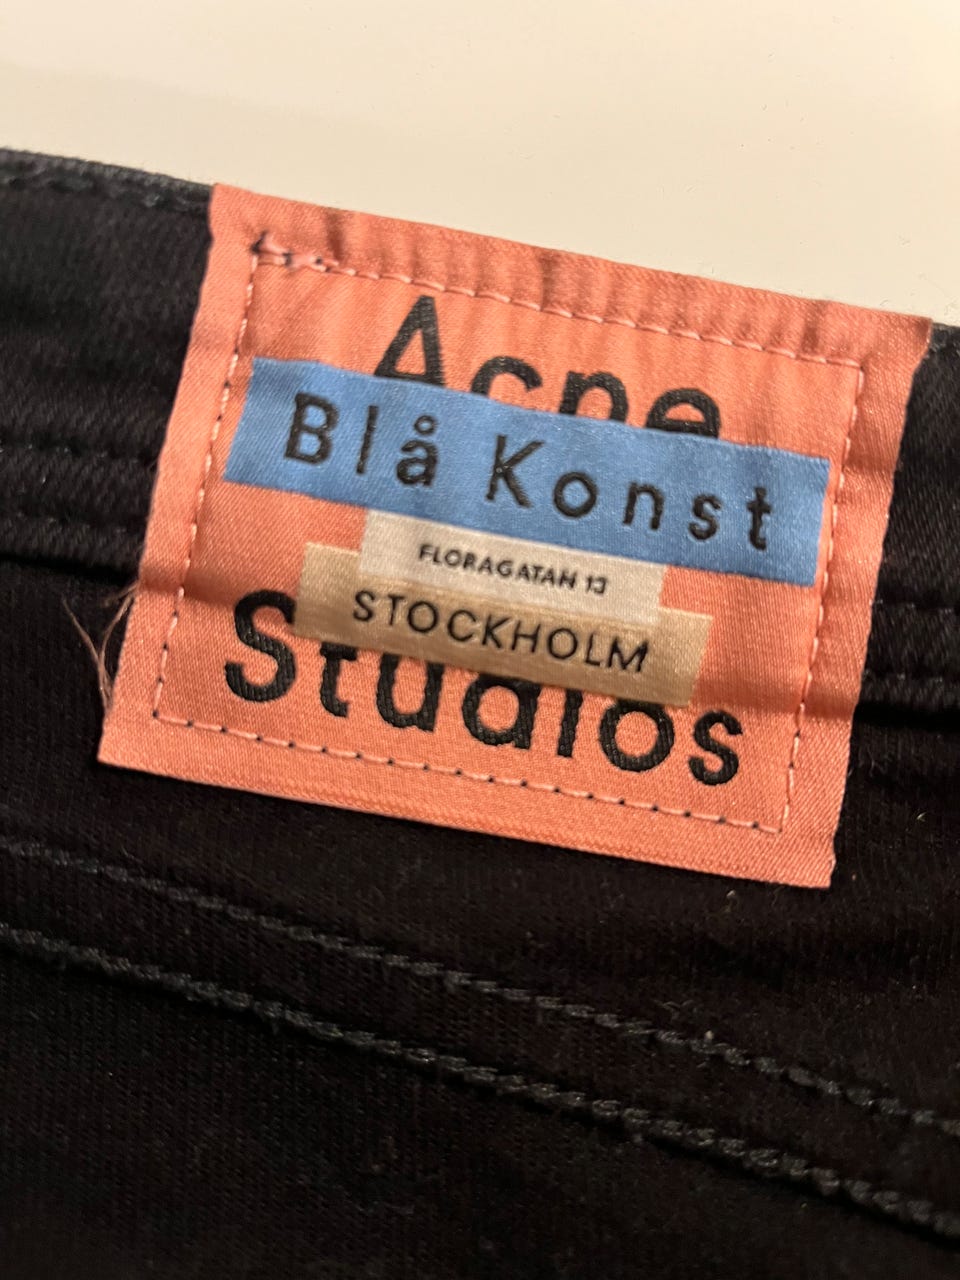 Acne
Blå Konst
FLORAGATAN 13
STOCKHOLM
Studios